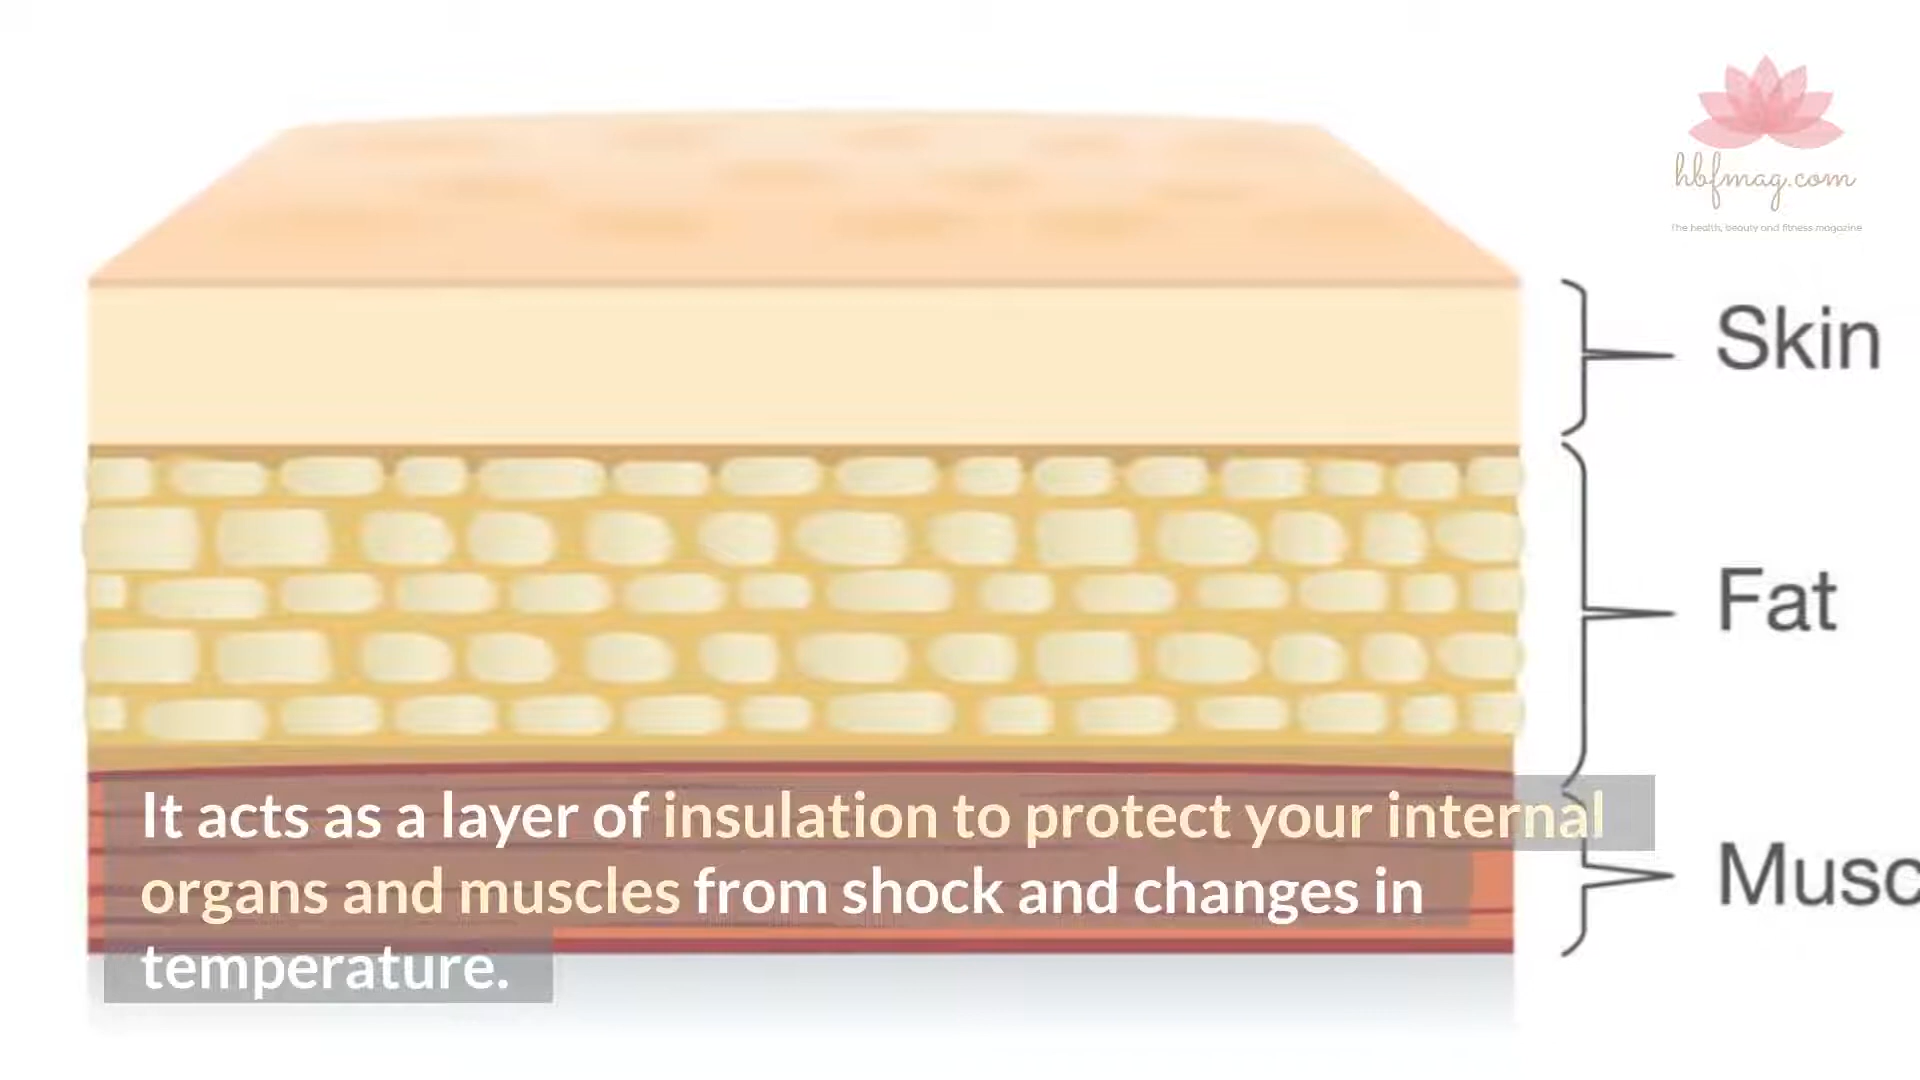 hbfmag.com
The health, beauty and fitness magazine
Skin
Fat
Musc
It acts as a layer of insulation to protect your internal
organs and muscles from shock and changes in
temperature.